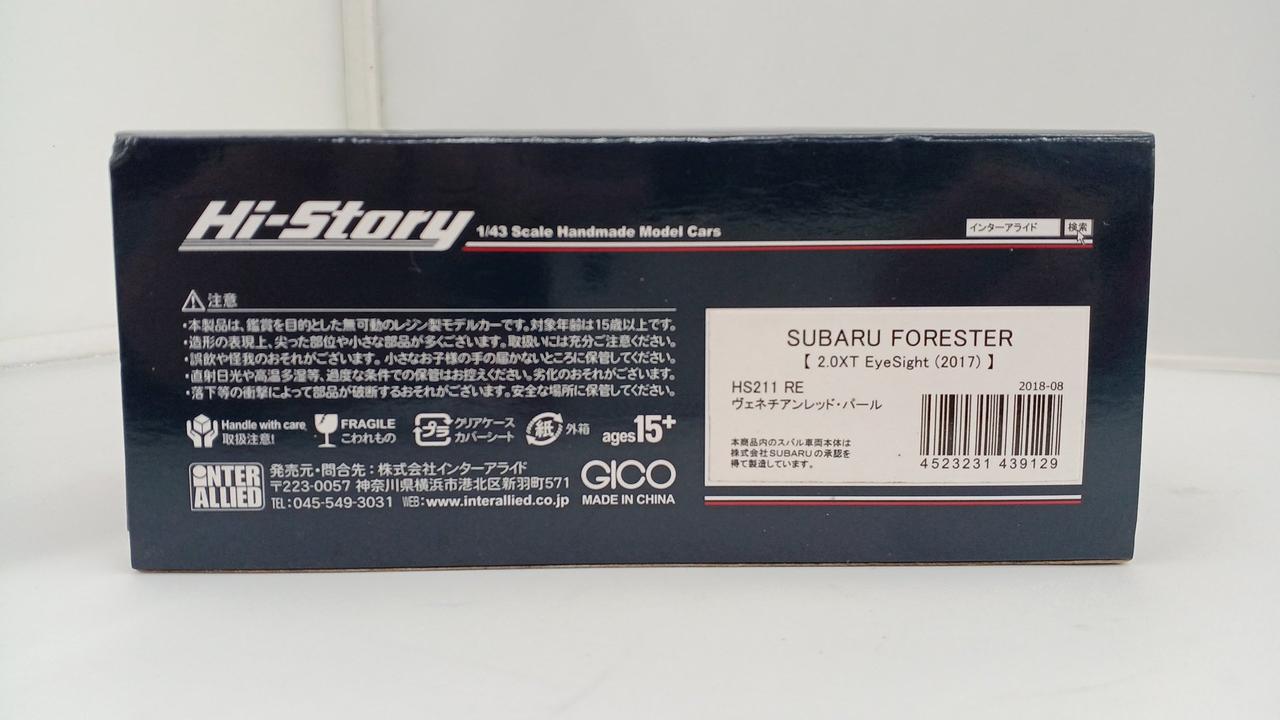 Hi-Story
1/43 Scale Handmade Model Cars
インターアライド 検索
注意
・本製品は、鑑賞を目的とした無可動のレジン製モデルカーです。対象年齢は15歳以上です。
・造形の表現上、尖った部位や小さな部品が多くございます。取扱いには充分ご注意ください。
・誤飲や怪我のおそれがございます。小さなお子様の手の届かないところに保管してください。
・直射日光や高温多湿等、過度な条件での保管はお控えください。劣化のおそれがございます。
・落下等の衝撃によって部品が破断するおそれがございます。安全な場所に保管してください。
Handle with care
取扱注意!
FRAGILE
こわれもの
プラ
クリアケース
カバーシート
紙
外箱
ages15+
INTER
ALLIED
発売元・問合先：株式会社インターアライド
〒223-0057 神奈川県横浜市港北区新羽町571
TEL：045-549-3031 WEB：www.interallied.co.jp
GICO
MADE IN CHINA
SUBARU FORESTER
【 2.0XT EyeSight (2017) 】
HS211 RE
ヴェネチアンレッド・パール
2018-08
本商品内のスバル車両本体は
株式会社SUBARUの承認を
得て製造しています。
4523231 439129